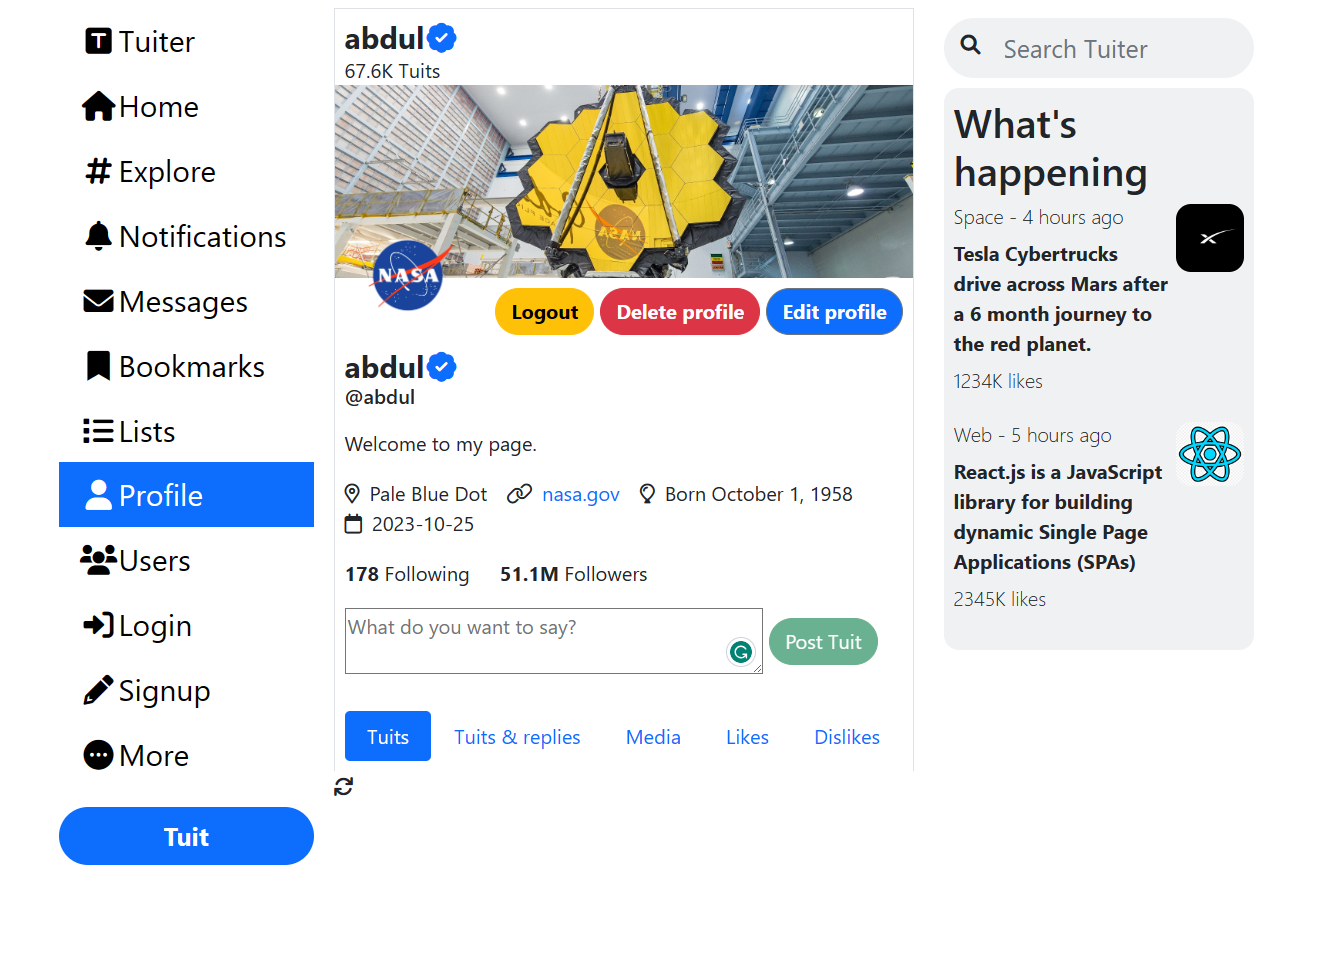 Tuiter
Home
Explore
Notifications
Messages
Bookmarks
Lists
Profile
Users
Login
Signup
More
Tuit
abdul
67.6K Tuits
NASA
Logout
Delete profile
Edit profile
abdul
@abdul
Welcome to my page.
Pale Blue Dot nasa.gov Born October 1, 1958
2023-10-25
178 Following 51.1M Followers
What do you want to say?
Post Tuit
Tuits Tuits & replies Media Likes Dislikes
Search Tuiter
What's
happening
Space - 4 hours ago
Tesla Cybertrucks
drive across Mars after
a 6 month journey to
the red planet.
1234K likes
Web - 5 hours ago
React.js is a JavaScript
library for building
dynamic Single Page
Applications (SPAs)
2345K likes